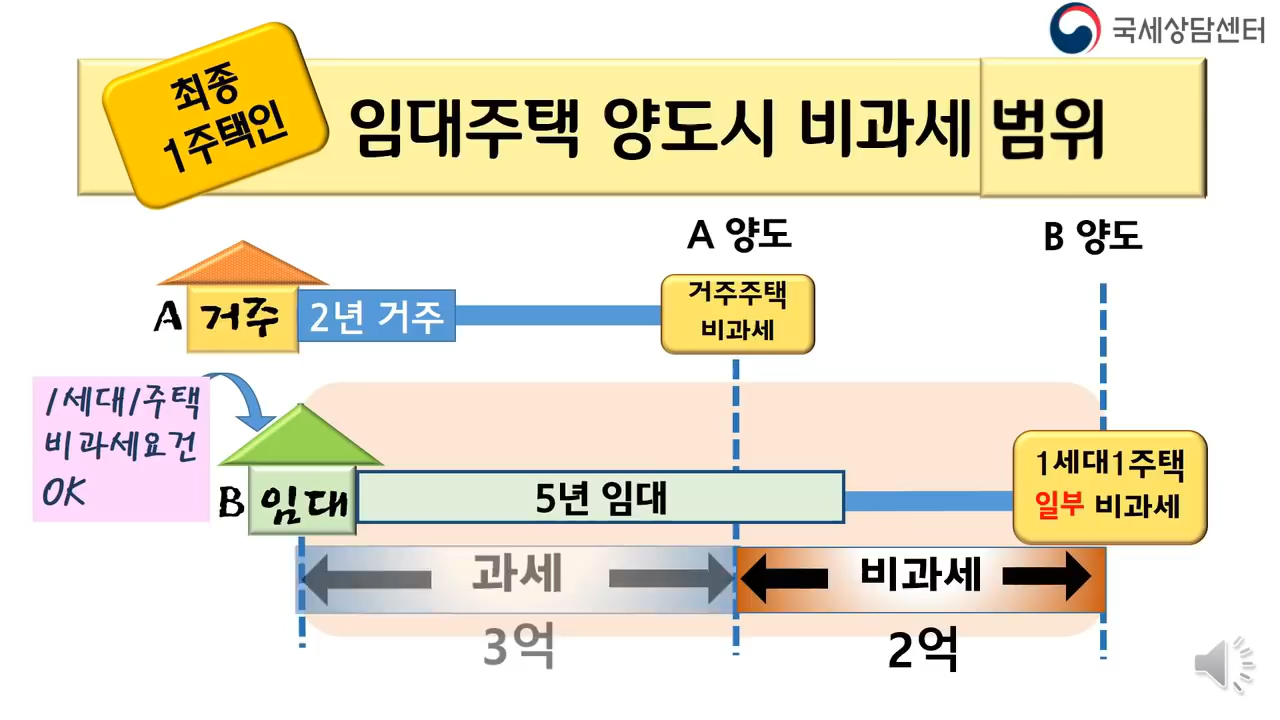 국세상담센터
최종
1주택인
임대주택 양도시 비과세 범위
A 양도
B 양도
A 거주
2년 거주
거주주택
비과세
1세대1주택
비과세요건
OK
B 임대
5년 임대
1세대1주택
일부 비과세
과세
비과세
3억
2억